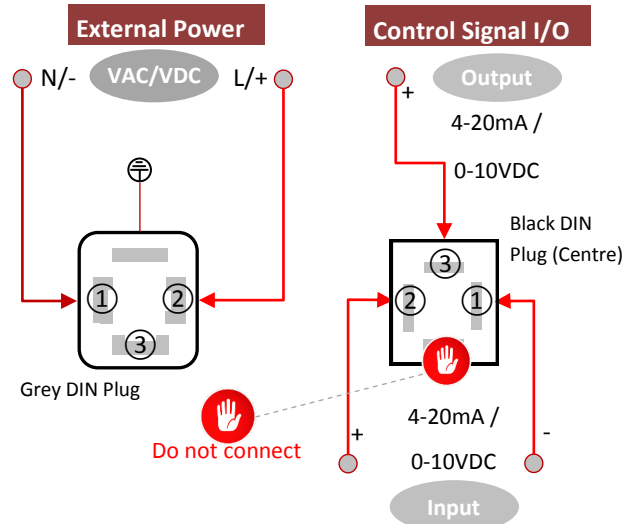 External Power
N/-
VAC/VDC
L/+
1
2
3
Grey DIN Plug
Do not connect
Control Signal I/O
Output
+
4-20mA /
0-10VDC
Black DIN
Plug (Centre)
3
2
1
+
4-20mA /
-
0-10VDC
Input